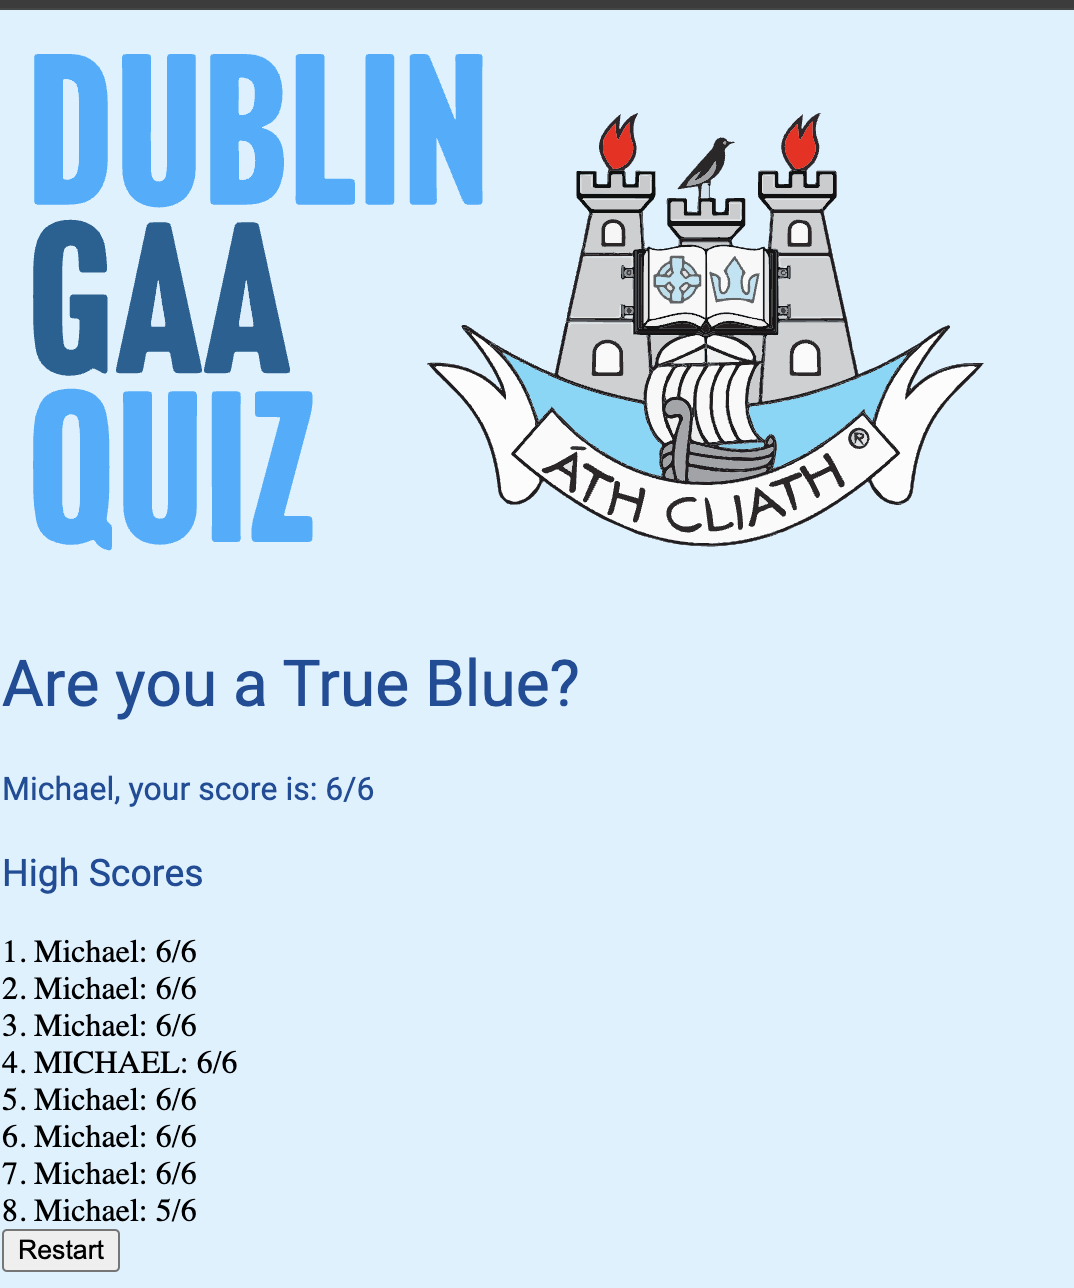 DUBLIN
GAA
QUIZ
ÁTH CLIATH ®
Are you a True Blue?
Michael, your score is: 6/6
High Scores
1. Michael: 6/6
2. Michael: 6/6
3. Michael: 6/6
4. MICHAEL: 6/6
5. Michael: 6/6
6. Michael: 6/6
7. Michael: 6/6
8. Michael: 5/6
Restart